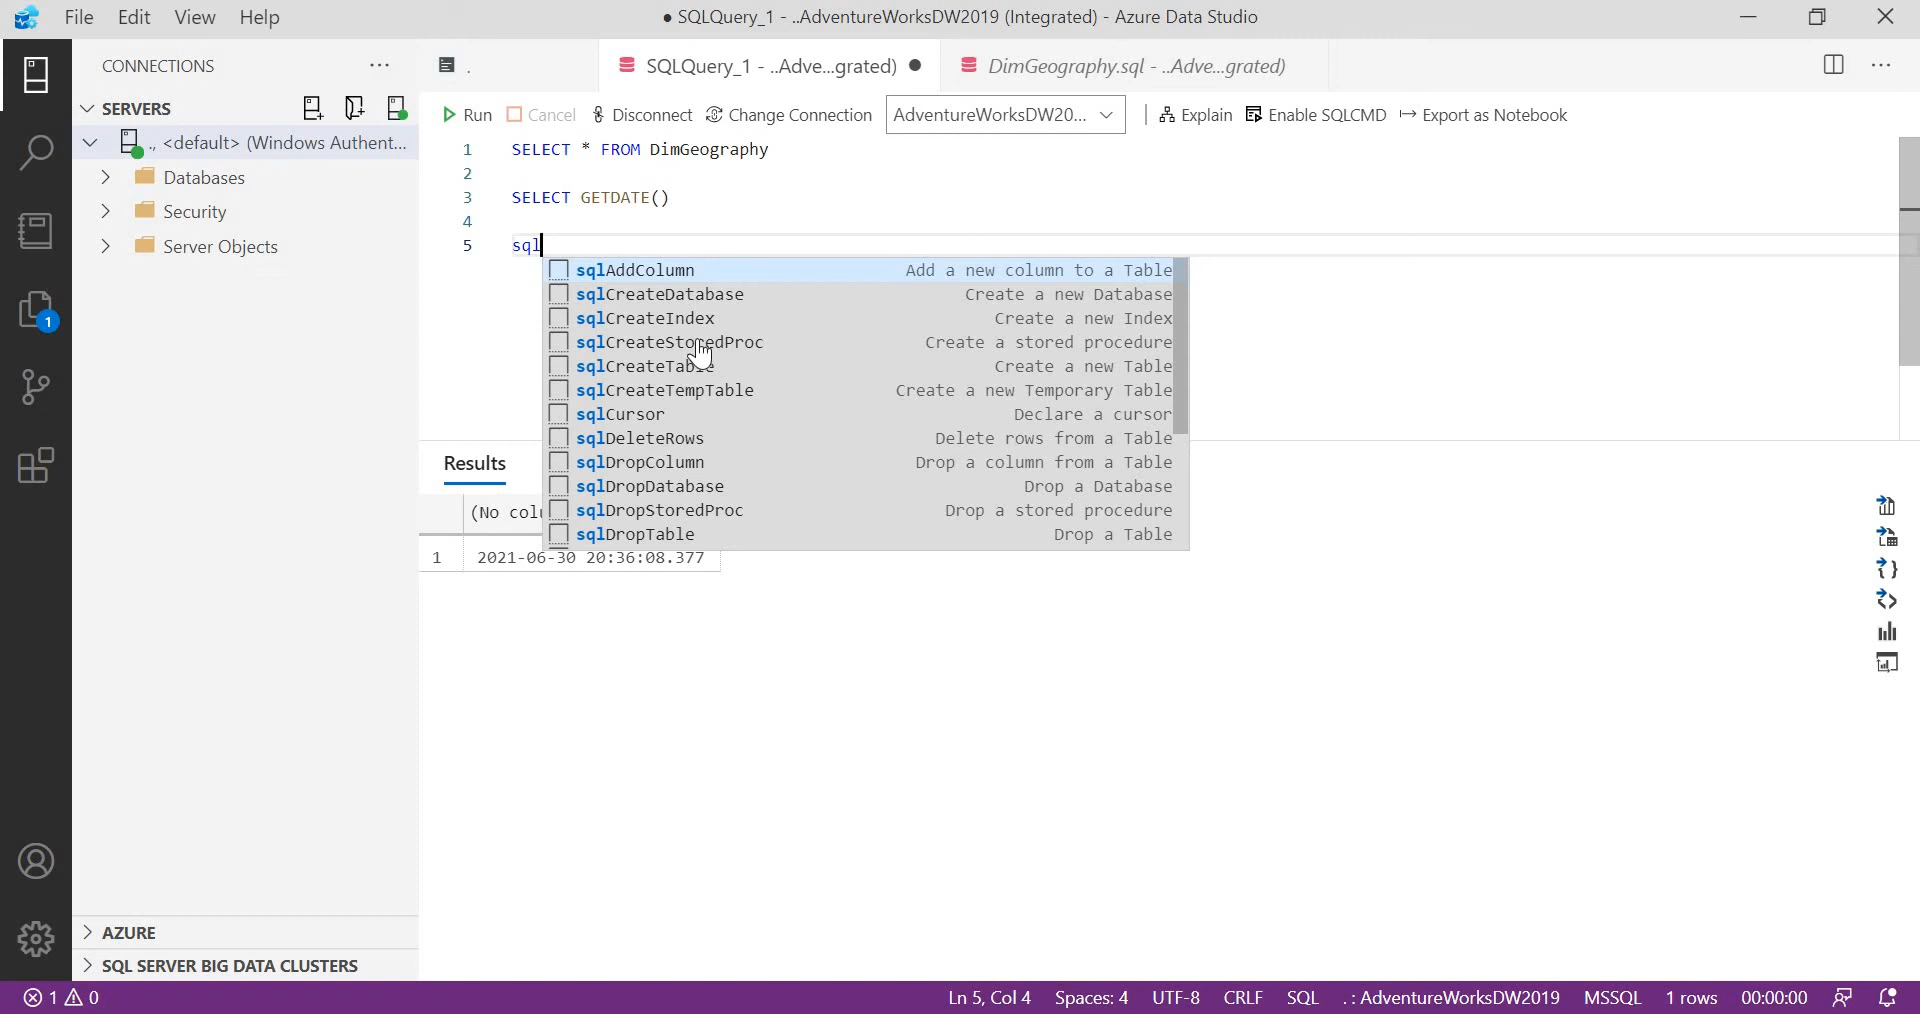 File Edit View Help
● SQLQuery_1 - ..AdventureWorksDW2019 (Integrated) - Azure Data Studio
CONNECTIONS
SERVERS
., <default> (Windows Authent...
Databases
Security
Server Objects
AZURE
SQL SERVER BIG DATA CLUSTERS
.
SQLQuery_1 - ..Adve...grated) ●
DimGeography.sql - ..Adve...grated)
Run Cancel Disconnect Change Connection AdventureWorksDW20... Explain Enable SQLCMD Export as Notebook
1 SELECT * FROM DimGeography
2
3 SELECT GETDATE()
4
5 sql
sqlAddColumn Add a new column to a Table
sqlCreateDatabase Create a new Database
sqlCreateIndex Create a new Index
sqlCreateStoredProc Create a stored procedure
sqlCreateTable Create a new Table
sqlCreateTempTable Create a new Temporary Table
sqlCursor Declare a cursor
sqlDeleteRows Delete rows from a Table
sqlDropColumn Drop a column from a Table
sqlDropDatabase Drop a Database
sqlDropStoredProc Drop a stored procedure
sqlDropTable Drop a Table
Results
(No colu
1 2021-06-30 20:36:08.377
1
1 0
Ln 5, Col 4 Spaces: 4 UTF-8 CRLF SQL . : AdventureWorksDW2019 MSSQL 1 rows 00:00:00